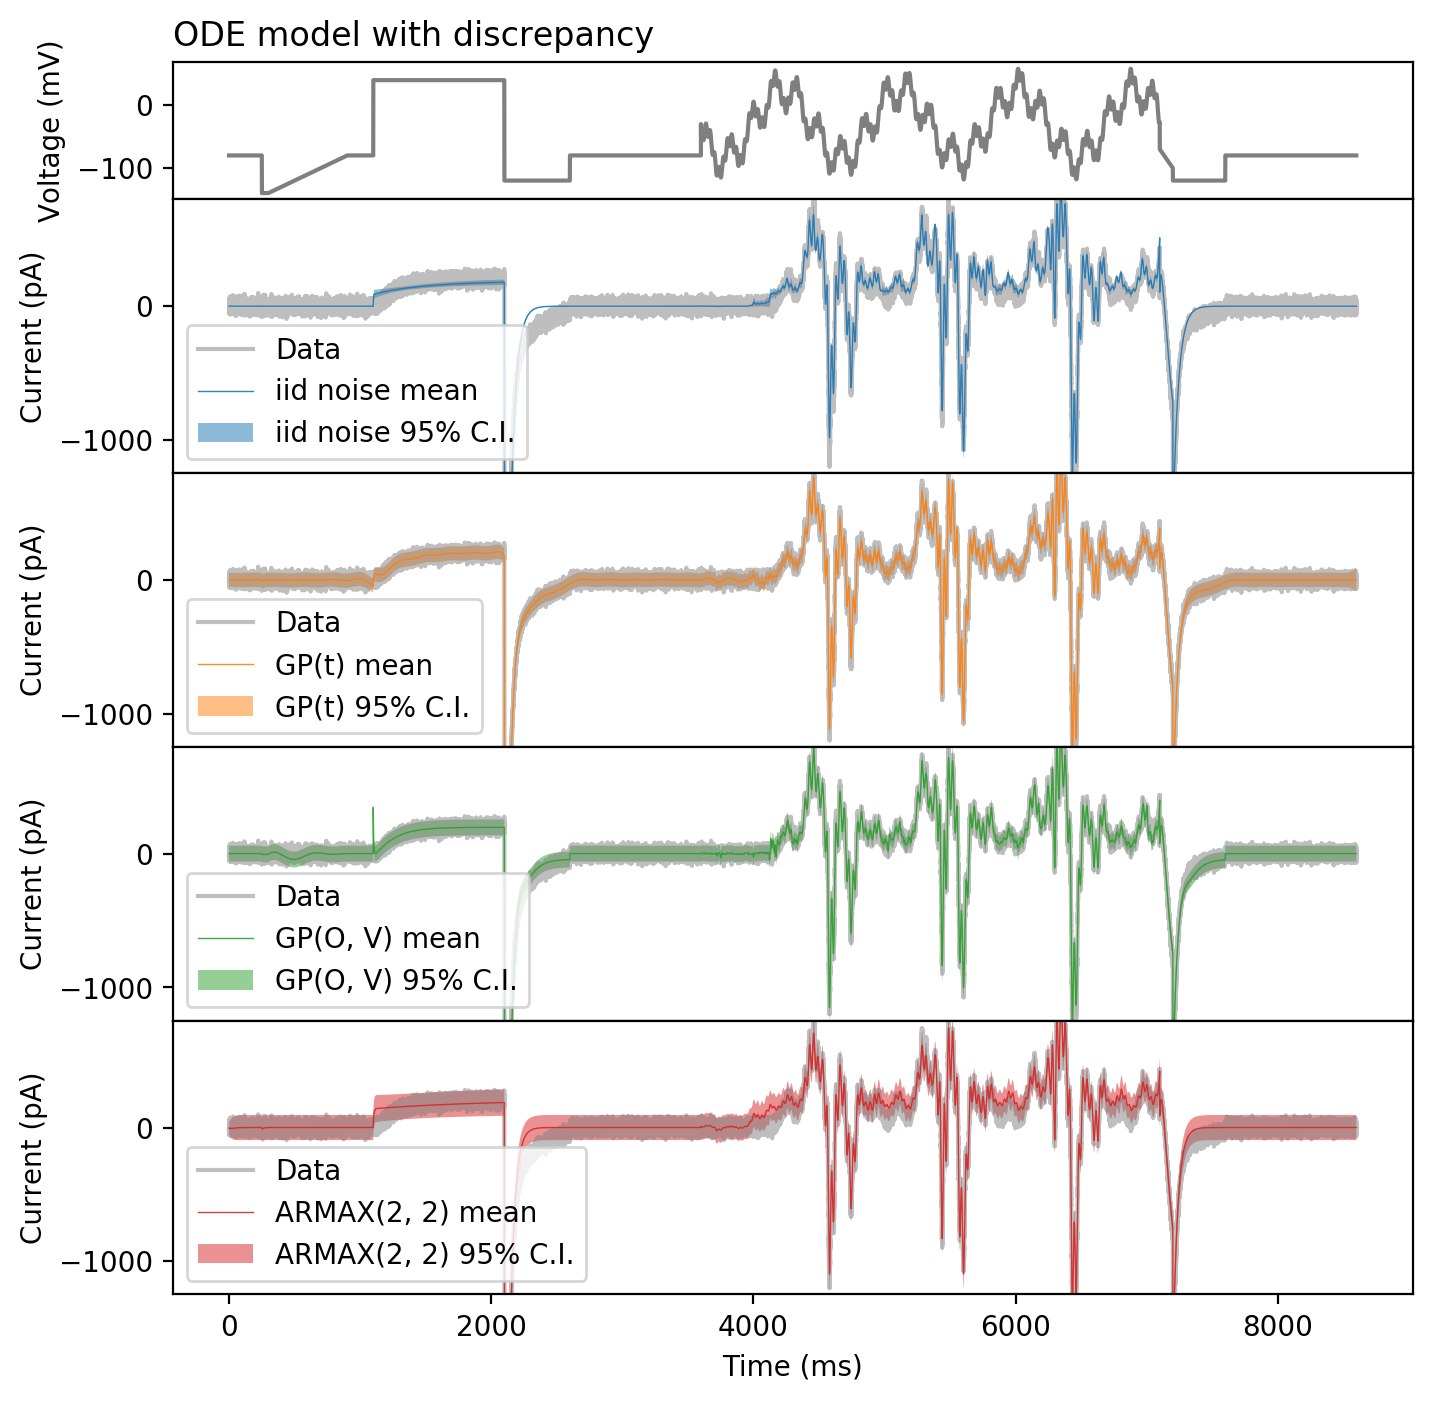 ODE model with discrepancy
Voltage (mV)
0
−100
Current (pA)
0
−1000
Data
iid noise mean
iid noise 95% C.I.
Current (pA)
0
−1000
Data
GP(t) mean
GP(t) 95% C.I.
Current (pA)
0
−1000
Data
GP(O, V) mean
GP(O, V) 95% C.I.
Current (pA)
0
−1000
Data
ARMAX(2, 2) mean
ARMAX(2, 2) 95% C.I.
0 2000 4000 6000 8000
Time (ms)